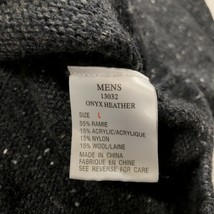 MENS
13032
ONYX HEATHER
SIZE L
55% RAMIE
15% ACRYLIC/ACRYLIQUE
15% NYLON
15% WOOL/LAINE
MADE IN CHINA
FABRIQUE EN CHINE
SEE REVERSE FOR CARE